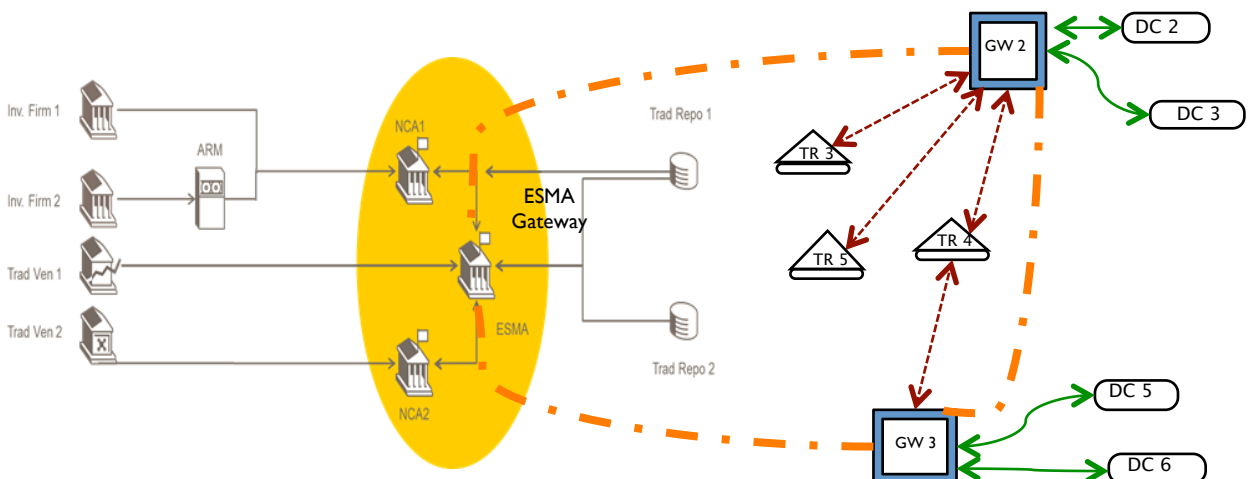 Inv. Firm 1
ARM
Inv. Firm 2
Trad Ven 1
Trad Ven 2
NCA1
ESMA
Gateway
ESMA
NCA2
Trad Repo 1
Trad Repo 2
GW 2
DC 2
DC 3
TR 3
TR 5
TR 4
GW 3
DC 5
DC 6